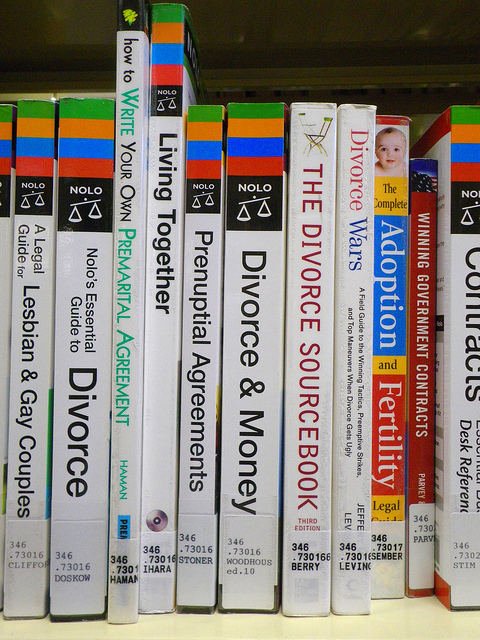 NOLO
A Legal
Guide for
Lesbian & Gay Couples
346
.73016
CLIFFO
NOLO
Nolo's Essential
Guide to
Divorce
346
.73016
DOSKOW
how to WRITE YOUR OWN PREMARITAL AGREEMENT
HAMAN
346
.7301
HAMAN
NOLO
Living Together
346
.73016
IHARA
NOLO
Prenuptial Agreements
346
.73016
STONER
NOLO
Divorce & Money
346
.73016
WOODHOUS
ed.10
THE DIVORCE SOURCEBOOK
THIRD
EDITION
346
.730166
BERRY
Divorce Wars
A Field Guide to the Winning Tactics, Preemptive Strikes,
and Top Maneuvers When Divorce Gets Ugly
JEFFE
LEV
346
.73016
LEVING
The
Complete
Adoption
and
Fertility
Legal
346
.73017
SEMBER
WINNING GOVERNMENT CONTRACTS
PARVEY
346
.730
PARV
NO
Contracts
Desk Referenc
346
.7302
STIM